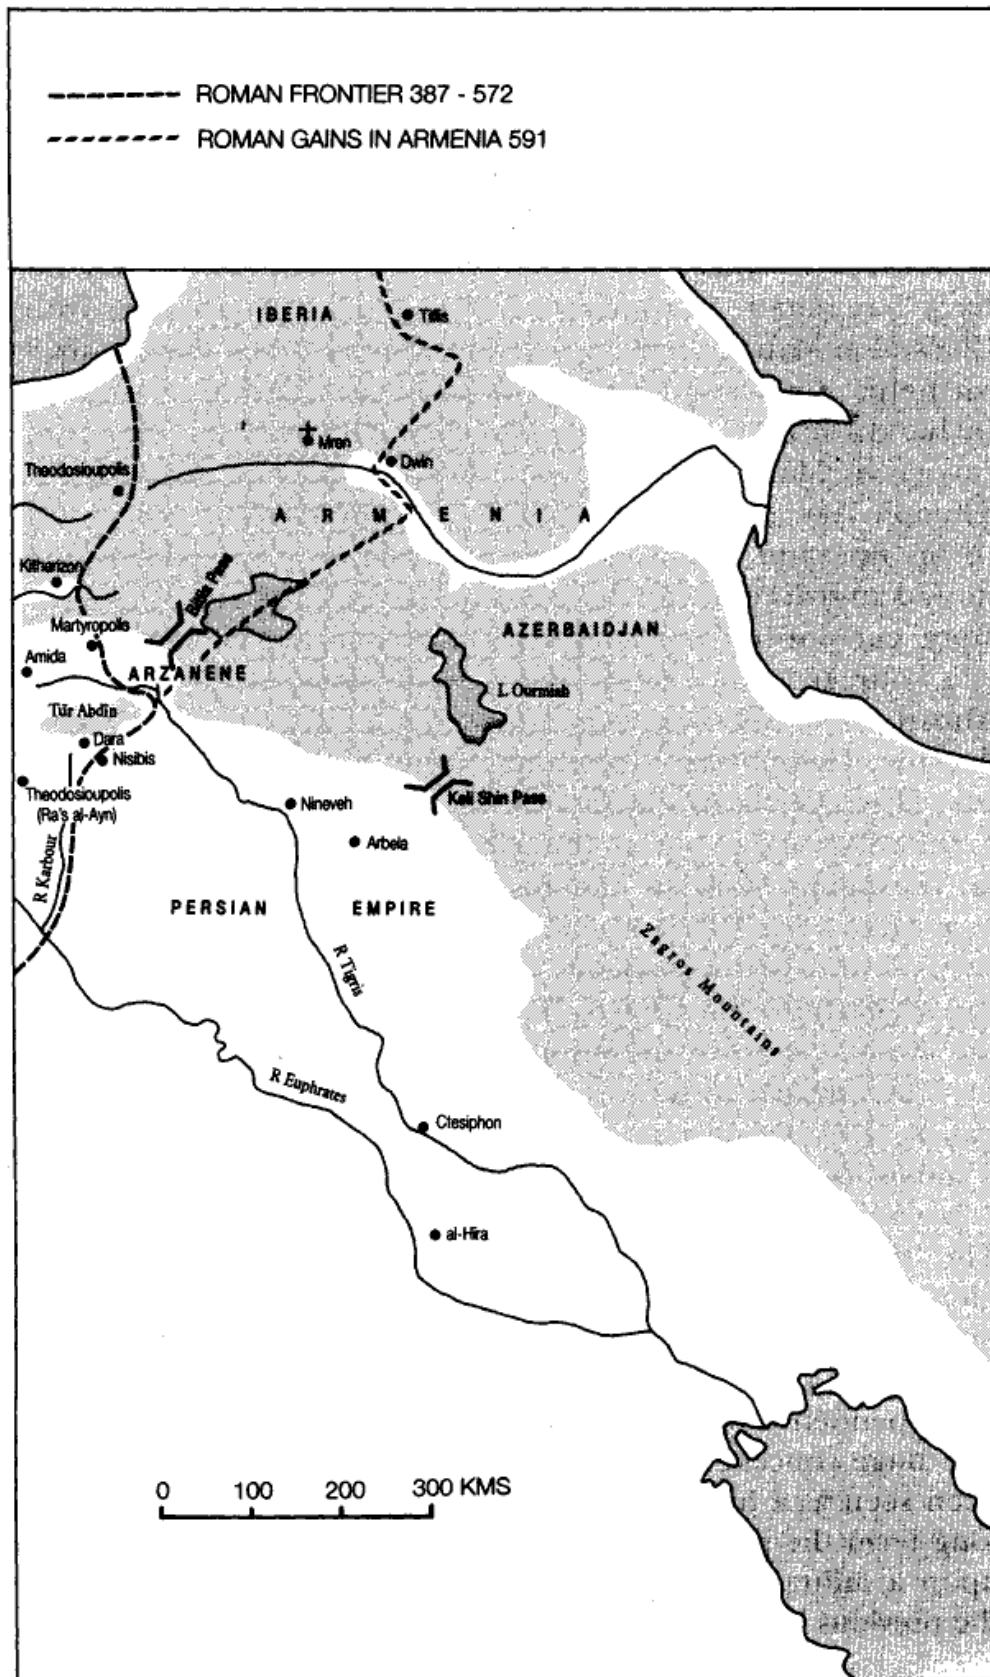 ROMAN FRONTIER 387 - 572
ROMAN GAINS IN ARMENIA 591
IBERIA
Tiflis
Mren
Dwin
Theodosioupolis
ARMENIA
Kitharizon
Bitlis Pass
Martyropolis
AZERBAIDJAN
Amida
ARZANENE
L Ourmiah
Tūr Abdīn
Dara
Nisibis
Keli Shin Pass
Theodosioupolis
(Ra's al-Ayn)
Nineveh
Arbela
R Karbour
PERSIAN EMPIRE
Zagros Mountains
R Tigris
R Euphrates
Ctesiphon
al-Hira
0 100 200 300 KMS